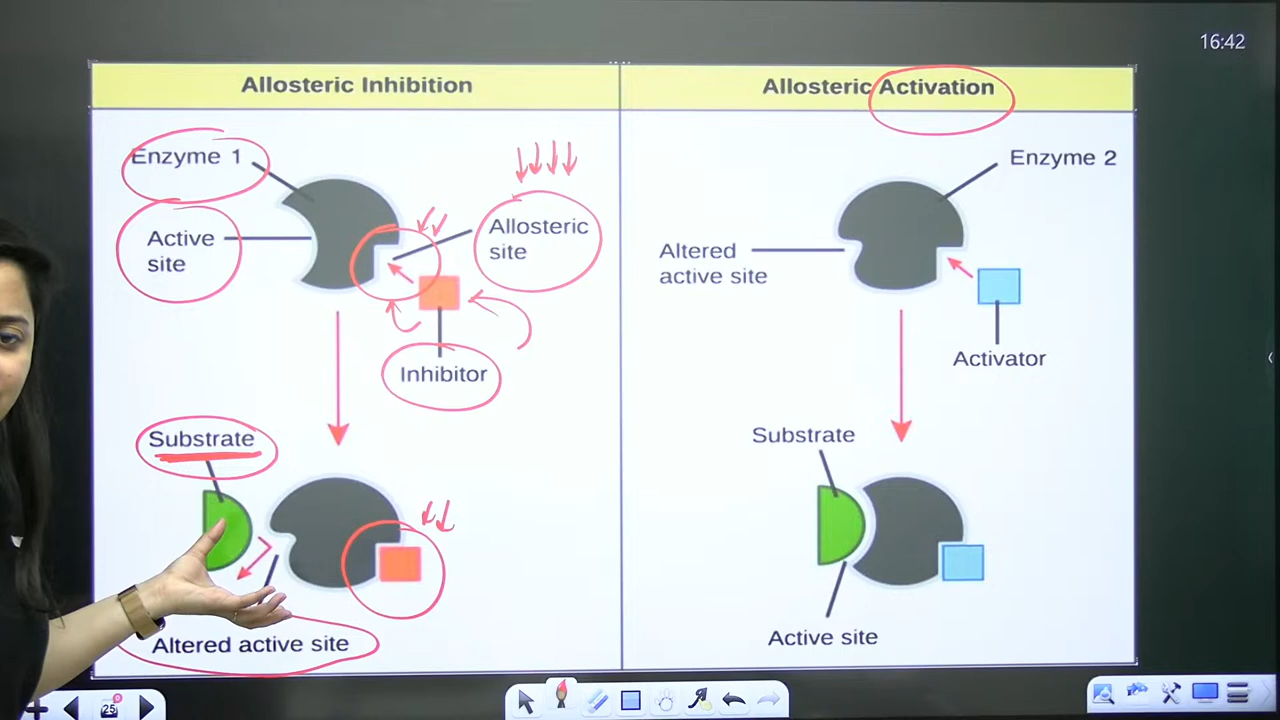 16:42
Allosteric Inhibition
Allosteric Activation
Enzyme 1
Active
site
Allosteric
site
Inhibitor
Substrate
Altered active site
Enzyme 2
Altered
active site
Activator
Substrate
Active site
25
0